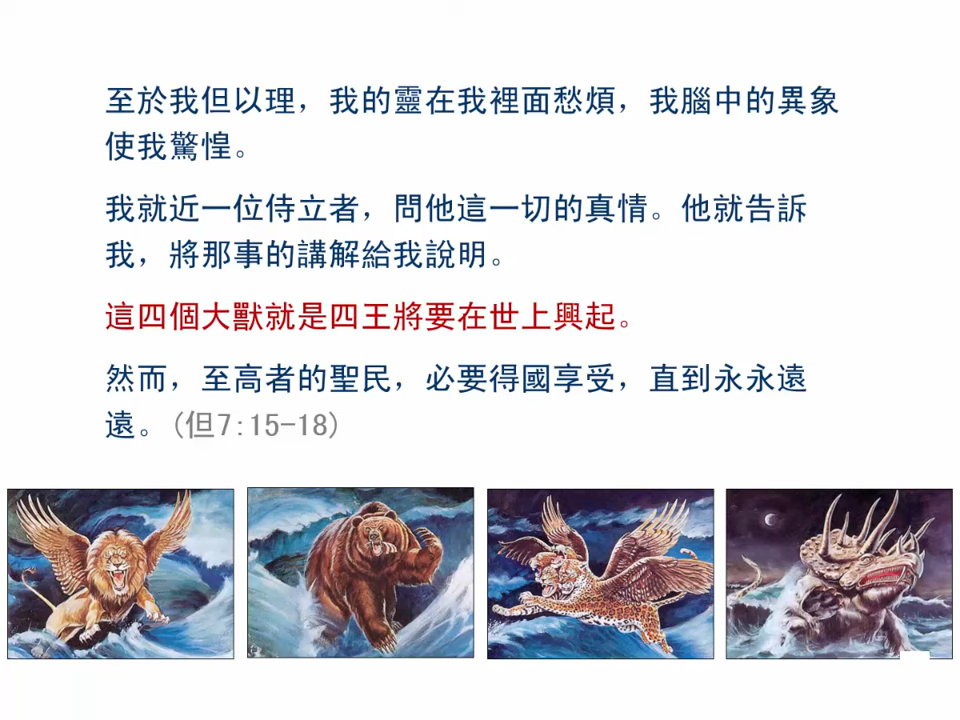 至於我但以理，我的靈在我裡面愁煩，我腦中的異象
使我驚惶。
我就近一位侍立者，問他這一切的真情。他就告訴
我，將那事的講解給我說明。
這四個大獸就是四王將要在世上興起。
然而，至高者的聖民，必要得國享受，直到永永遠
遠。(但7:15-18)